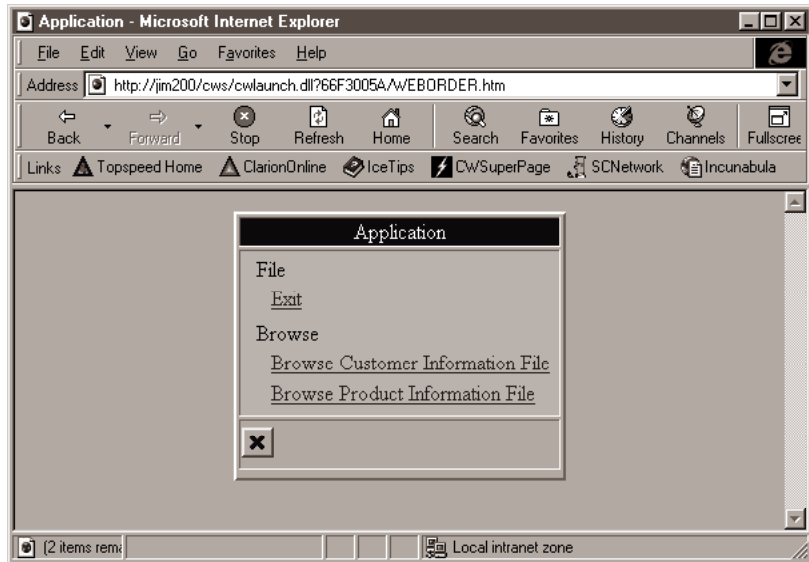 Application - Microsoft Internet Explorer
File Edit View Go Favorites Help
Address http://jim200/cws/cwlaunch.dll?66F3005A/WEBORDER.htm
Back Forward Stop Refresh Home Search Favorites History Channels Fullscree
Links Topspeed Home ClarionOnline IceTips CWSuperPage SCNetwork Incunabula
Application
File
Exit
Browse
Browse Customer Information File
Browse Product Information File
(2 items rema Local intranet zone